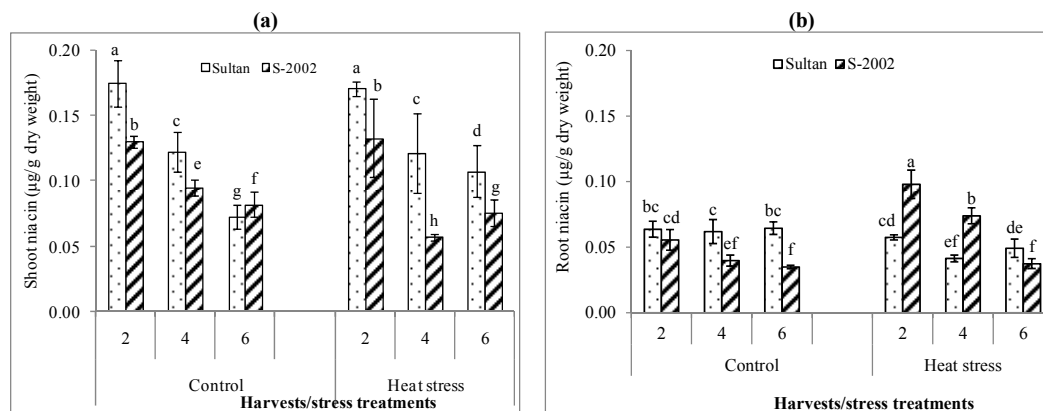 (a)
Shoot niacin (µg/g dry weight)
0.20
0.15
0.10
0.05
0.00
Sultan S-2002
a b c e g f a b c h d g
2 4 6 2 4 6
Control Heat stress
Harvests/stress treatments
(b)
Root niacin (µg/g dry weight)
0.20
0.15
0.10
0.05
0.00
Sultan S-2002
bc cd c ef bc f cd a ef b de f
2 4 6 2 4 6
Control Heat stress
Harvests/stress treatments